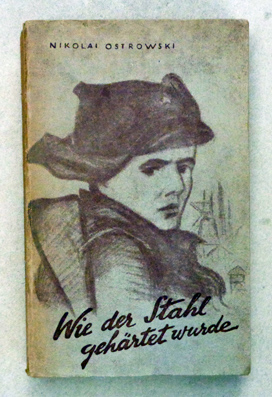 NIKOLAI OSTROWSKI
Wie der Stahl
gehärtet wurde